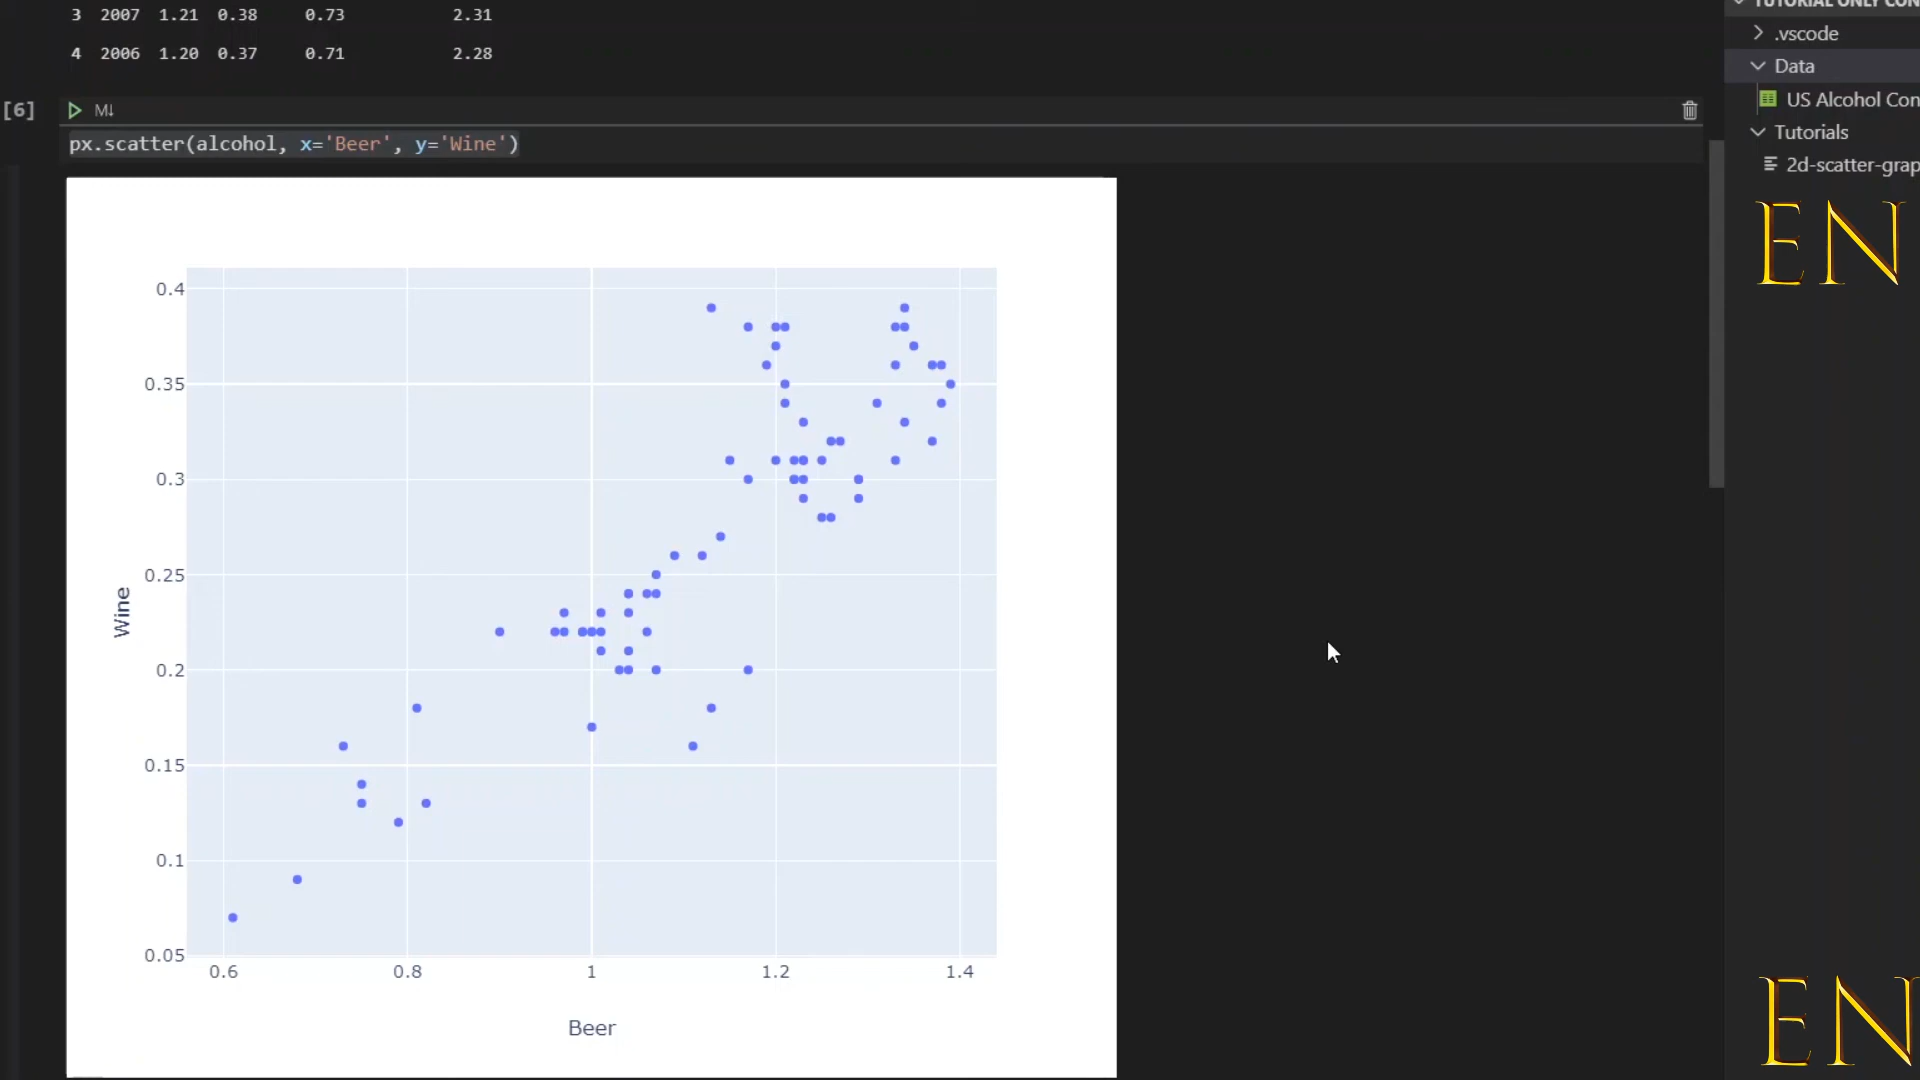 3 2007 1.21 0.38 0.73 2.31
4 2006 1.20 0.37 0.71 2.28
[6]
M↓
px.scatter(alcohol, x='Beer', y='Wine')
0.4
0.35
0.3
0.25
0.2
0.15
0.1
0.05
Wine
0.6 0.8 1 1.2 1.4
Beer
TUTORIAL ONLY CON
.vscode
Data
US Alcohol Con
Tutorials
2d-scatter-grap
EN
EN